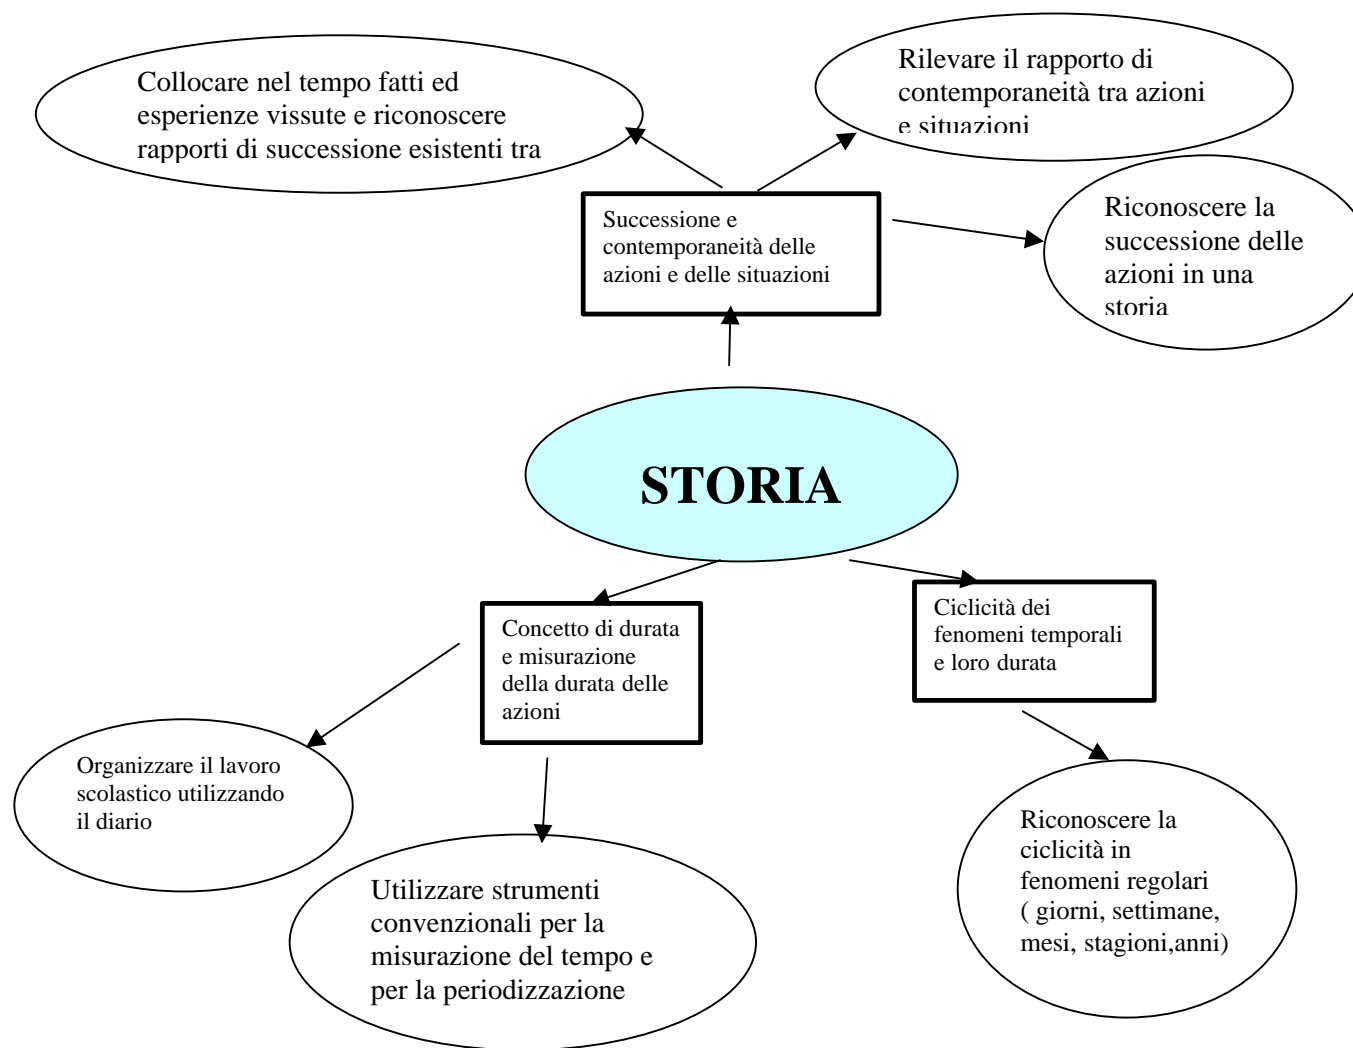 Collocare nel tempo fatti ed
esperienze vissute e riconoscere
rapporti di successione esistenti tra
Rilevare il rapporto di
contemporaneità tra azioni
e situazioni
Successione e
contemporaneità delle
azioni e delle situazioni
Riconoscere la
successione delle
azioni in una
storia
STORIA
Concetto di durata
e misurazione
della durata delle
azioni
Ciclicità dei
fenomeni temporali
e loro durata
Organizzare il lavoro
scolastico utilizzando
il diario
Utilizzare strumenti
convenzionali per la
misurazione del tempo e
per la periodizzazione
Riconoscere la
ciclicità in
fenomeni regolari
( giorni, settimane,
mesi, stagioni,anni)